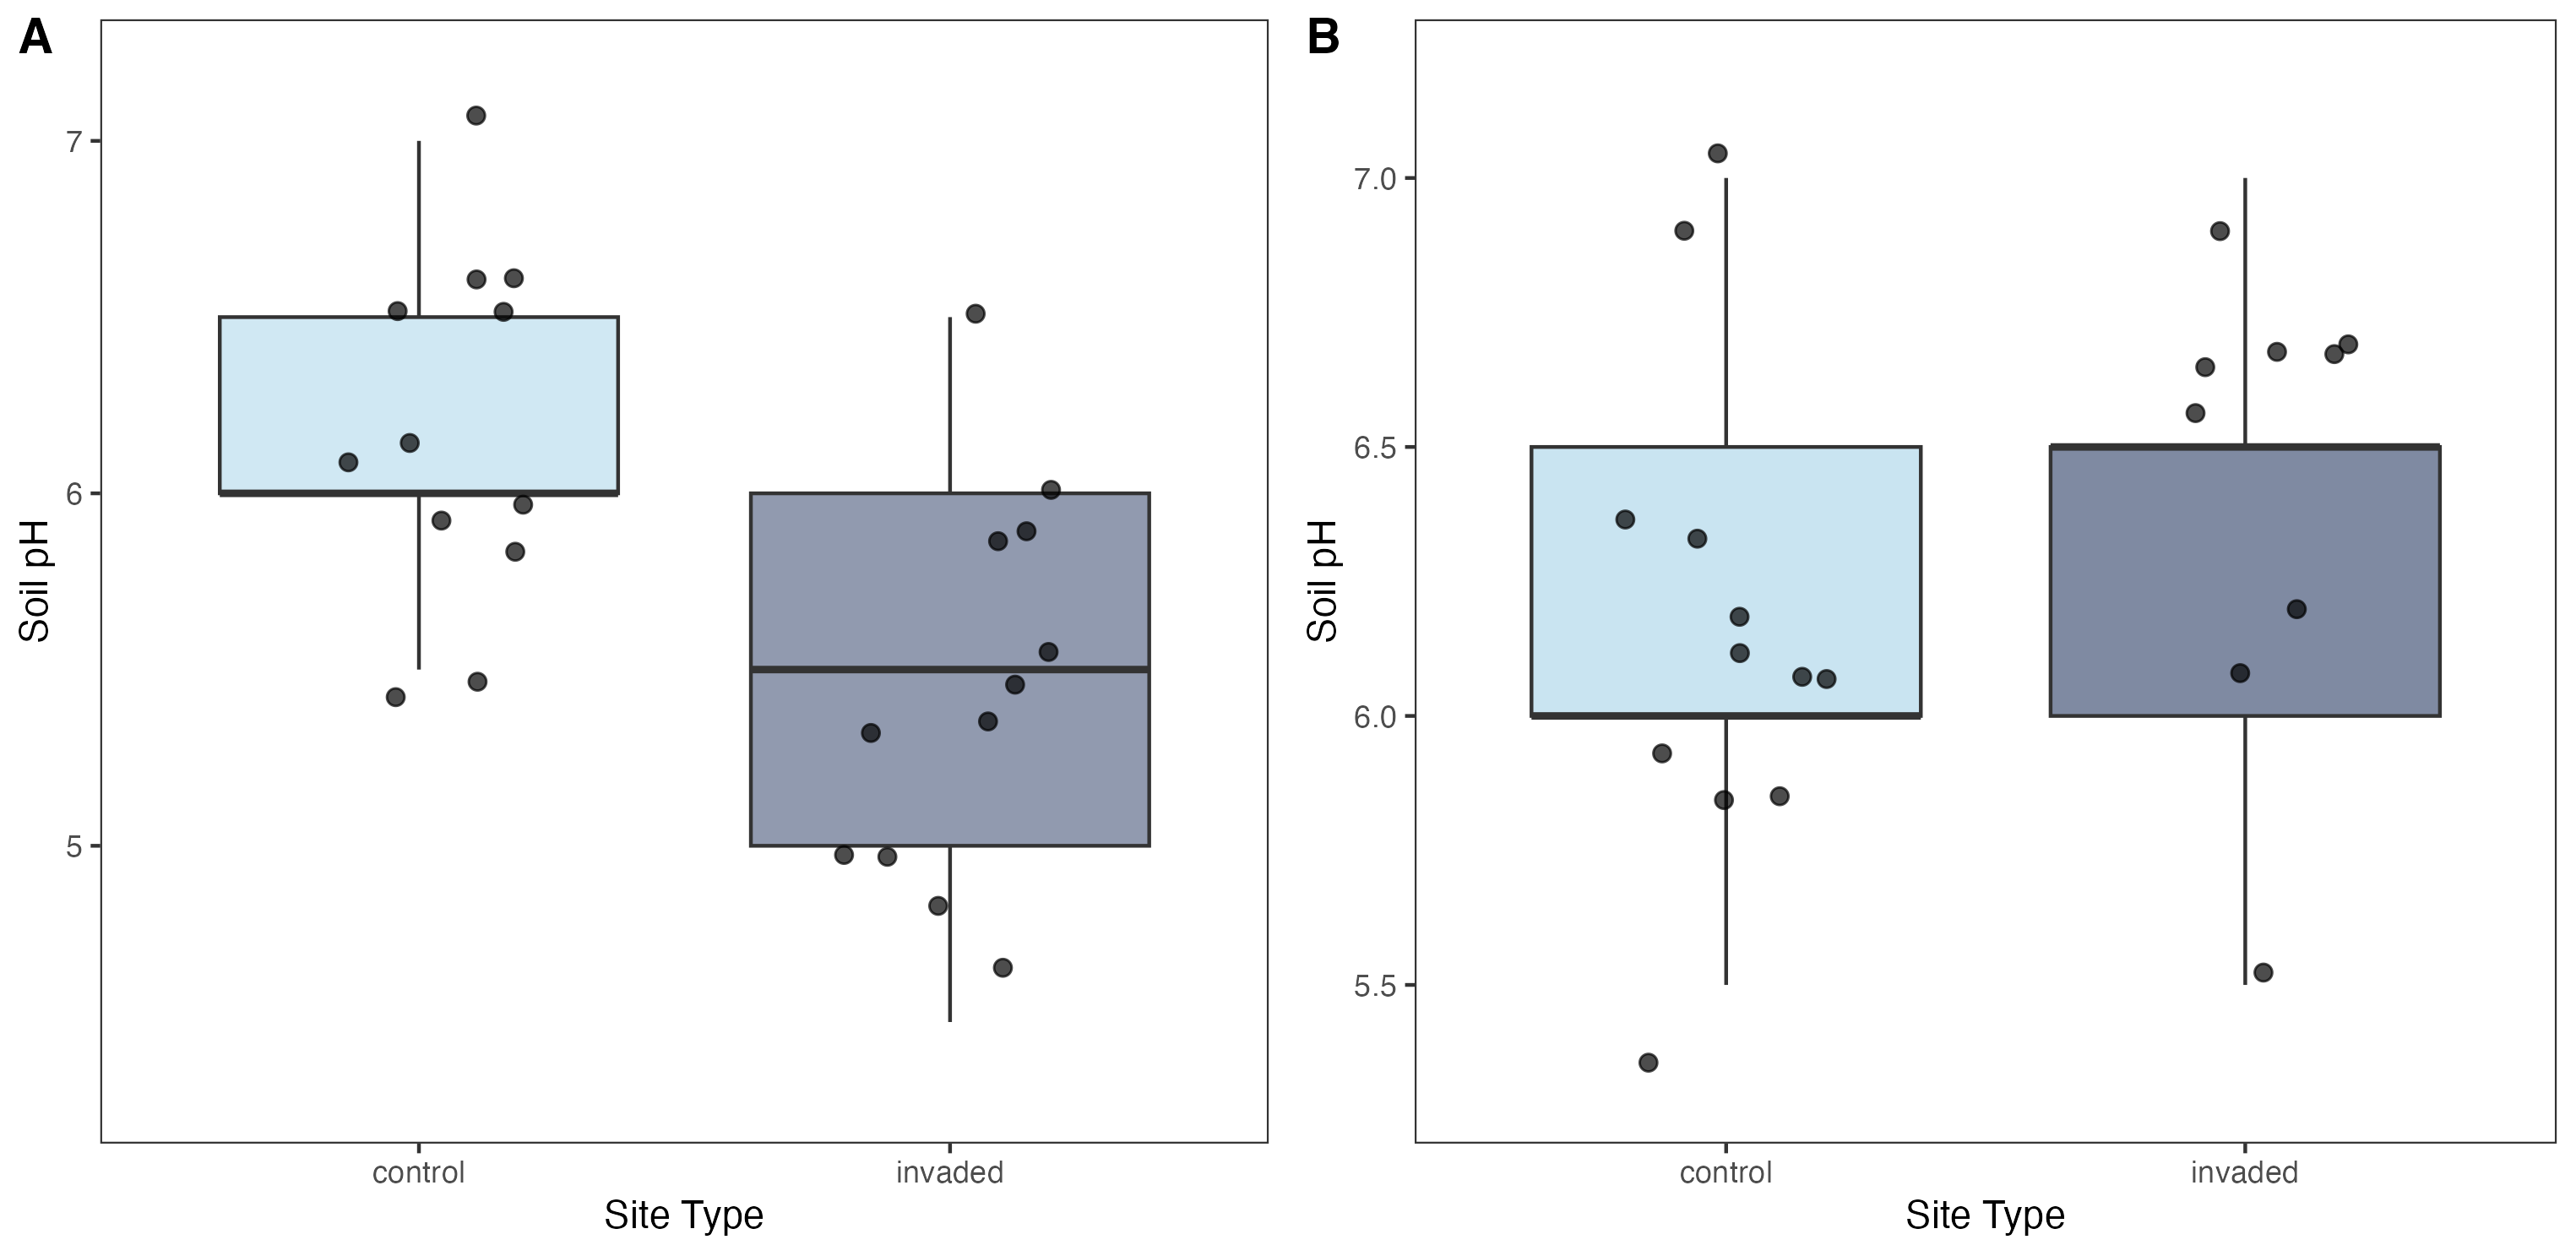 A
Soil pH
7
6
5
control
invaded
Site Type
B
Soil pH
7.0
6.5
6.0
5.5
control
invaded
Site Type